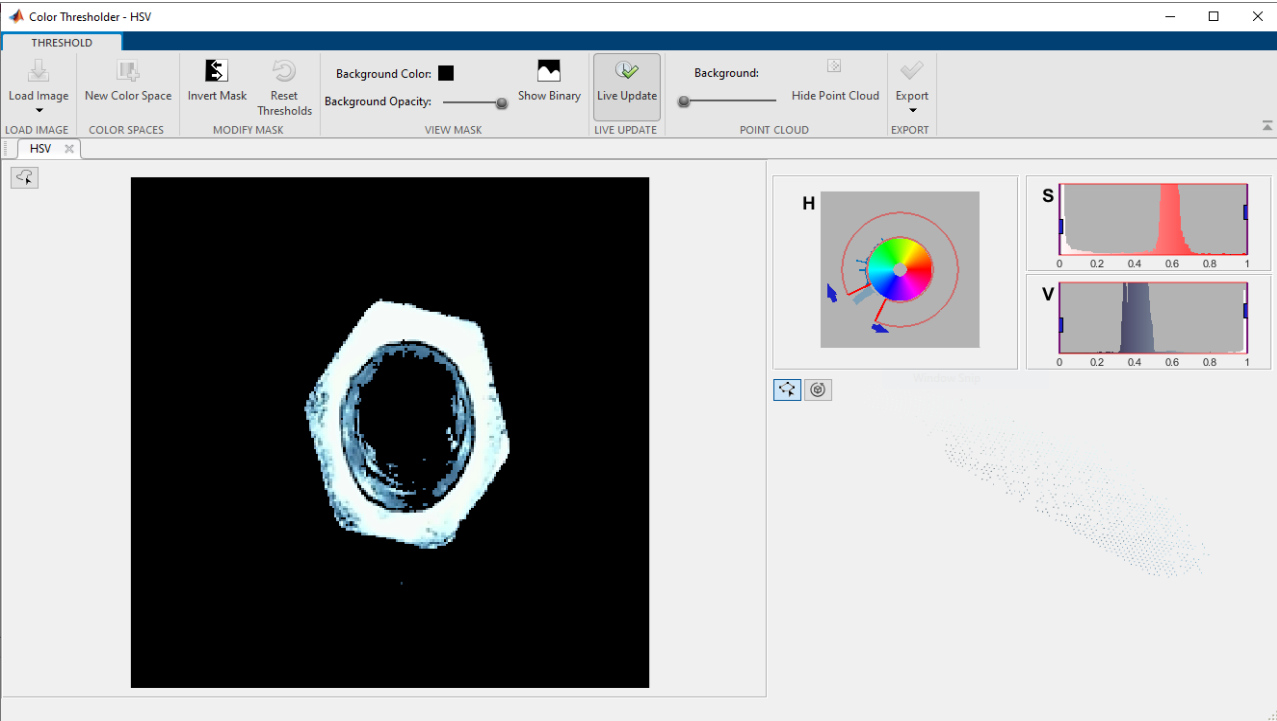 Color Thresholder - HSV
THRESHOLD
Load Image
New Color Space
Invert Mask
Reset Thresholds
Background Color:
Background Opacity:
Show Binary
Live Update
Background:
Hide Point Cloud
Export
LOAD IMAGE
COLOR SPACES
MODIFY MASK
VIEW MASK
LIVE UPDATE
POINT CLOUD
EXPORT
HSV
H
S
0 0.2 0.4 0.6 0.8 1
V
0 0.2 0.4 0.6 0.8 1